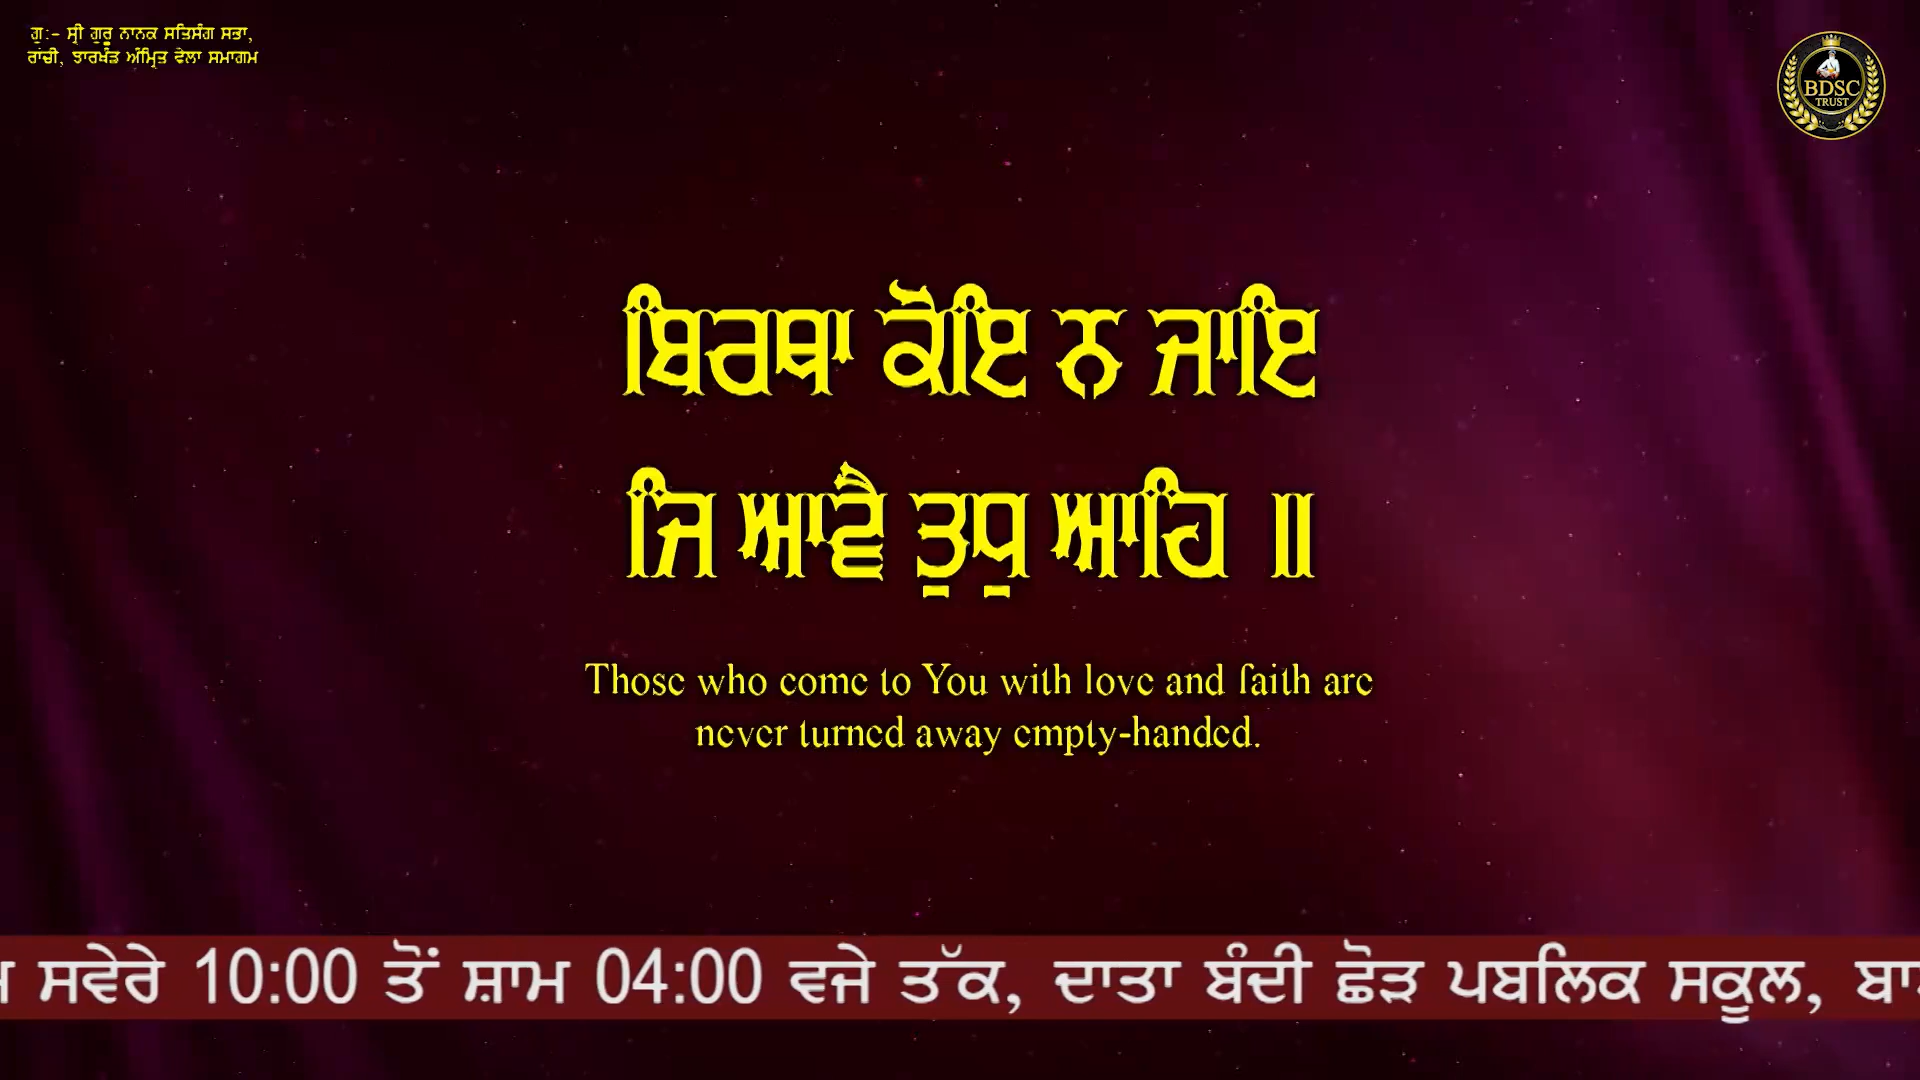 ਗੁ:- ਸ੍ਰੀ ਗੁਰੂ ਨਾਨਕ ਸਤਿਸੰਗ ਸਭਾ,
ਰਾਂਚੀ, ਝਾਰਖੰਡ ਅੰਮ੍ਰਿਤ ਵੇਲਾ ਸਮਾਗਮ
BDSC
TRUST
ਬਿਰਥਾ ਕੋਇ ਨ ਜਾਇ
ਜਿ ਆਵੈ ਤੁਧੁ ਆਹਿ ॥
Those who come to You with love and faith are
never turned away empty-handed.
ਸਵੇਰੇ 10:00 ਤੋਂ ਸ਼ਾਮ 04:00 ਵਜੇ ਤੱਕ, ਦਾਤਾ ਬੰਦੀ ਛੋੜ ਪਬਲਿਕ ਸਕੂਲ,